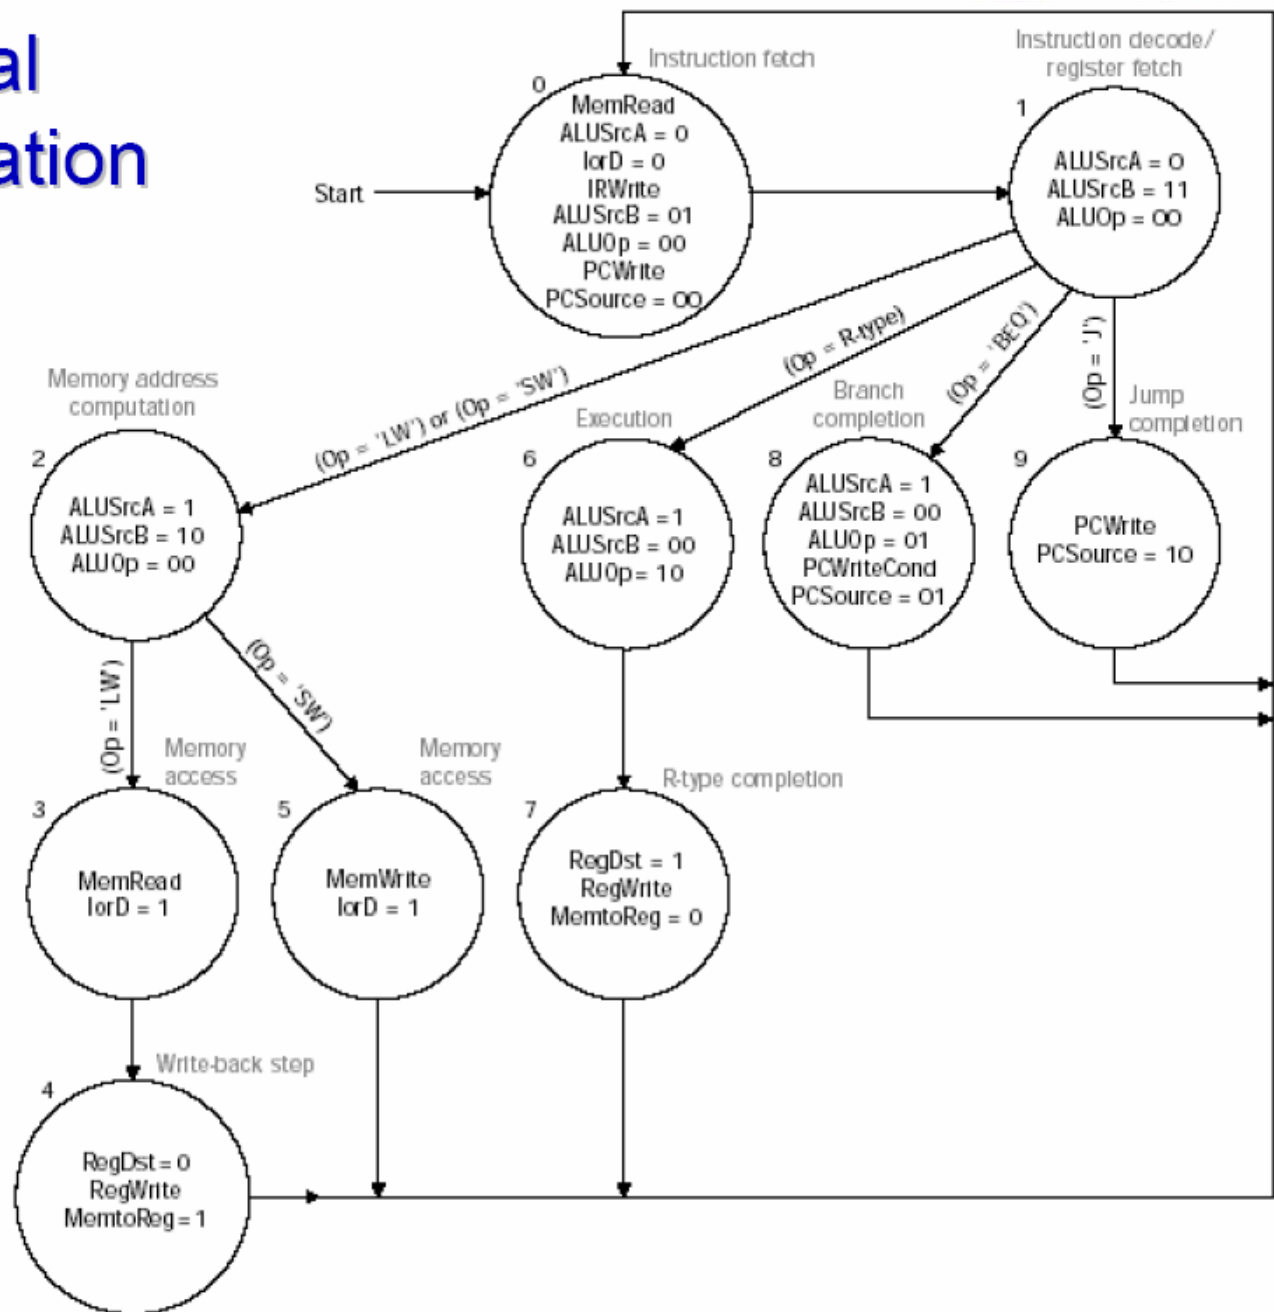 al
ation
Instruction fetch
0
MemRead
ALUSrcA = 0
IorD = 0
IRWrite
ALUSrcB = 01
ALUOp = 00
PCWrite
PCSource = 00
Start
Instruction decode/
register fetch
1
ALUSrcA = 0
ALUSrcB = 11
ALUOp = 00
(Op = 'LW') or (Op = 'SW')
(Op = R-type)
(Op = 'BEQ')
(Op = 'J')
Memory address
computation
2
ALUSrcA = 1
ALUSrcB = 10
ALUOp = 00
Execution
6
ALUSrcA = 1
ALUSrcB = 00
ALUOp = 10
Branch
completion
8
ALUSrcA = 1
ALUSrcB = 00
ALUOp = 01
PCWriteCond
PCSource = 01
Jump
completion
9
PCWrite
PCSource = 10
(Op = 'LW')
(Op = 'SW')
Memory
access
3
MemRead
IorD = 1
Memory
access
5
MemWrite
IorD = 1
R-type completion
7
RegDst = 1
RegWrite
MemtoReg = 0
Write-back step
4
RegDst = 0
RegWrite
MemtoReg = 1